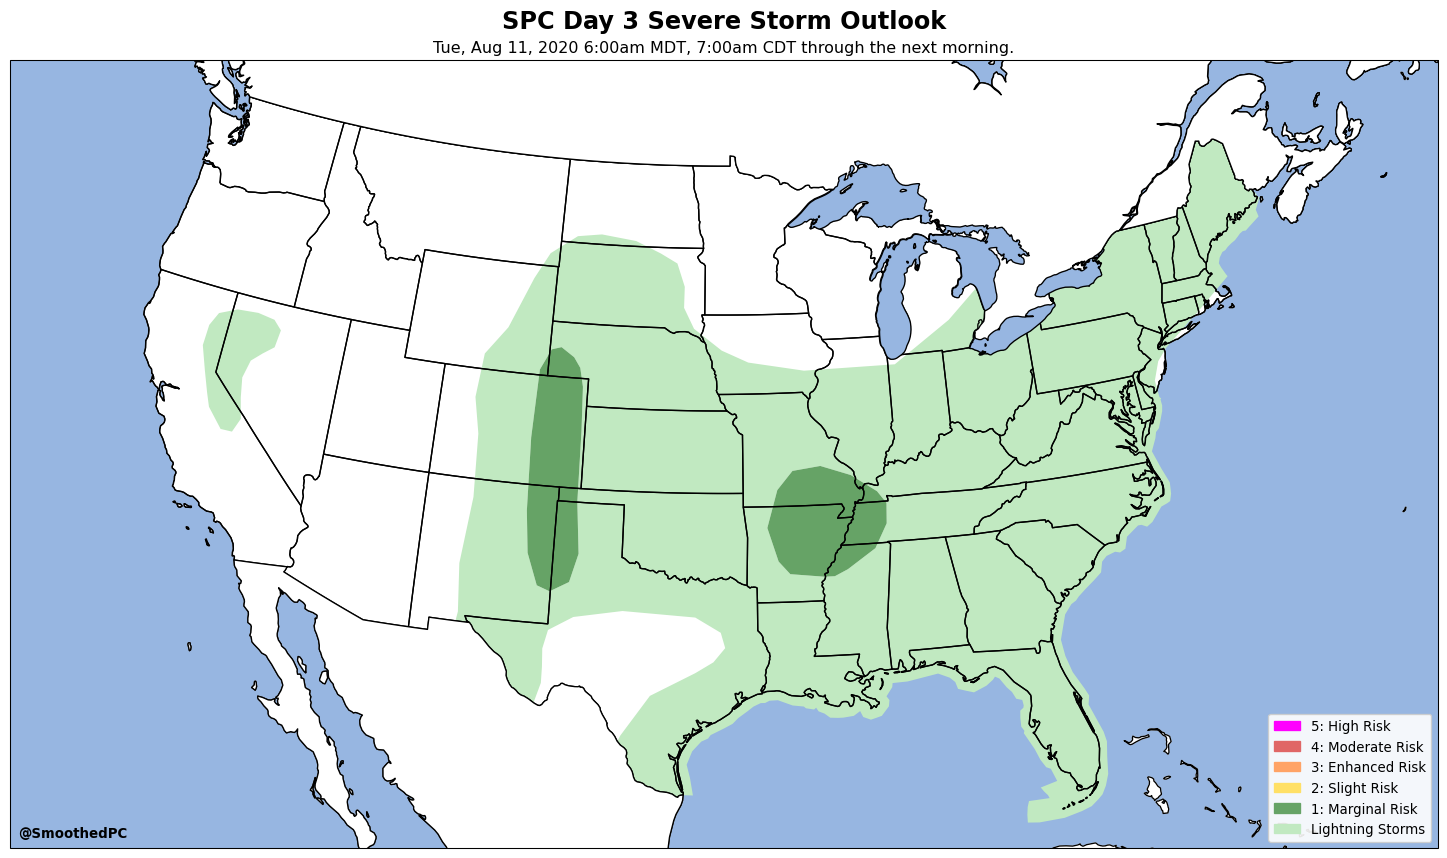 SPC Day 3 Severe Storm Outlook
Tue, Aug 11, 2020 6:00am MDT, 7:00am CDT through the next morning.
5: High Risk
4: Moderate Risk
3: Enhanced Risk
2: Slight Risk
1: Marginal Risk
Lightning Storms
@SmoothedPC